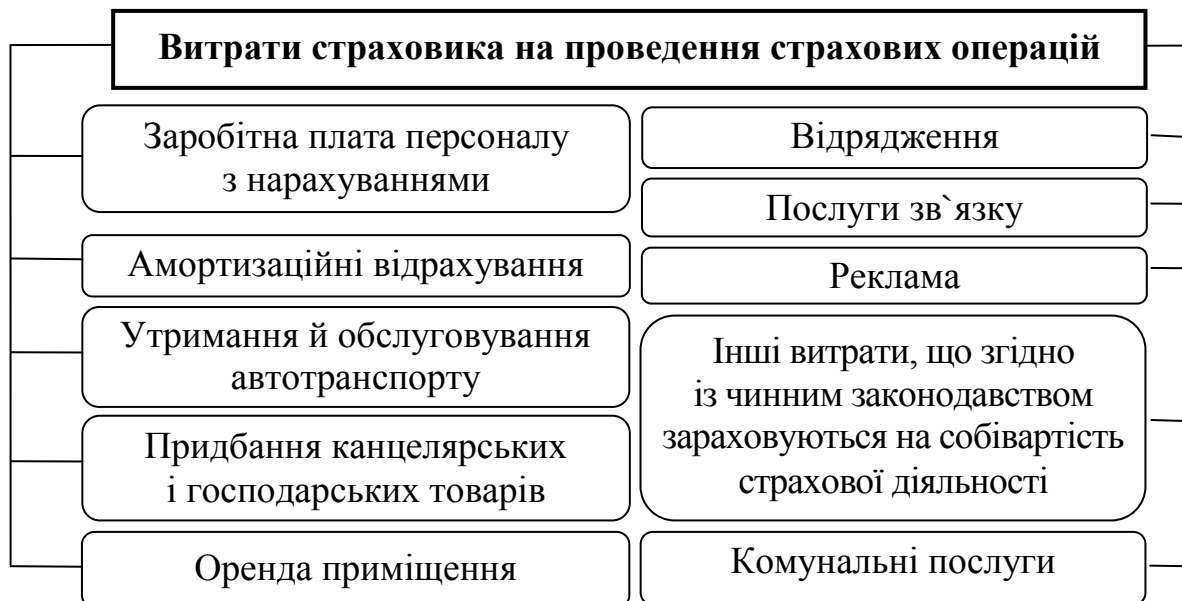 Витрати страховика на проведення страхових операцій
Заробітна плата персоналу
з нарахуваннями
Амортизаційні відрахування
Утримання й обслуговування
автотранспорту
Придбання канцелярських
і господарських товарів
Оренда приміщення
Відрядження
Послуги зв`язку
Реклама
Інші витрати, що згідно
із чинним законодавством
зараховуються на собівартість
страхової діяльності
Комунальні послуги